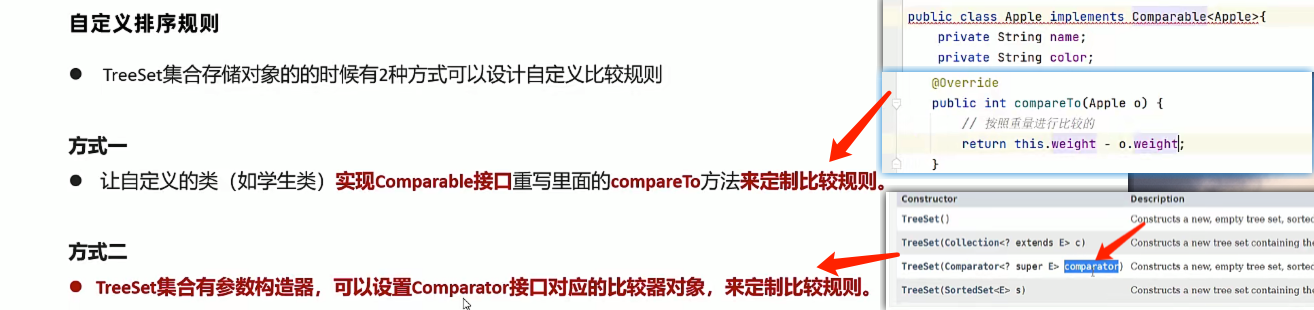 自定义排序规则
● TreeSet集合存储对象的的时候有2种方式可以设计自定义比较规则
方式一
● 让自定义的类（如学生类）实现Comparable接口重写里面的compareTo方法来定制比较规则。
方式二
● TreeSet集合有参数构造器，可以设置Comparator接口对应的比较器对象，来定制比较规则。
public class Apple implements Comparable<Apple>{
private String name;
private String color;
@Override
public int compareTo(Apple o) {
// 按照重量进行比较的
return this.weight - o.weight;
}
Constructor Description
TreeSet() Constructs a new, empty tree set, sorted
TreeSet(Collection<? extends E> c) Constructs a new tree set containing the
TreeSet(Comparator<? super E> comparator) Constructs a new, empty tree set, sorted
TreeSet(SortedSet<E> s) Constructs a new tree set containing the